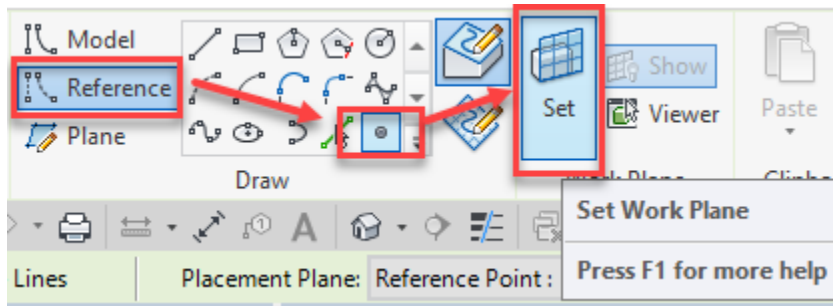 Model
Reference
Plane
Draw
Set
Show
Viewer
Paste
Set Work Plane
Press F1 for more help
Lines
Placement Plane: Reference Point :